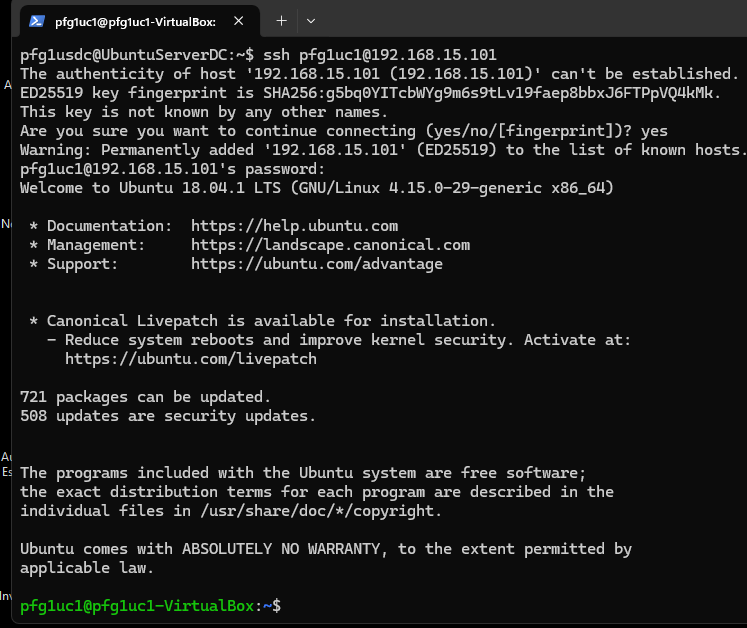 pfg1uc1@pfg1uc1-VirtualBox:
pfg1usdc@UbuntuServerDC:~$ ssh pfg1uc1@192.168.15.101
The authenticity of host '192.168.15.101 (192.168.15.101)' can't be established.
ED25519 key fingerprint is SHA256:g5bq0YITcbWYg9m6s9tLv19faep8bbxJ6FTPpVQ4kMk.
This key is not known by any other names.
Are you sure you want to continue connecting (yes/no/[fingerprint])? yes
Warning: Permanently added '192.168.15.101' (ED25519) to the list of known hosts.
pfg1uc1@192.168.15.101's password:
Welcome to Ubuntu 18.04.1 LTS (GNU/Linux 4.15.0-29-generic x86_64)
* Documentation:  https://help.ubuntu.com
* Management:     https://landscape.canonical.com
* Support:        https://ubuntu.com/advantage
* Canonical Livepatch is available for installation.
- Reduce system reboots and improve kernel security. Activate at:
https://ubuntu.com/livepatch
721 packages can be updated.
508 updates are security updates.
The programs included with the Ubuntu system are free software;
the exact distribution terms for each program are described in the
individual files in /usr/share/doc/*/copyright.
Ubuntu comes with ABSOLUTELY NO WARRANTY, to the extent permitted by
applicable law.
pfg1uc1@pfg1uc1-VirtualBox:~$